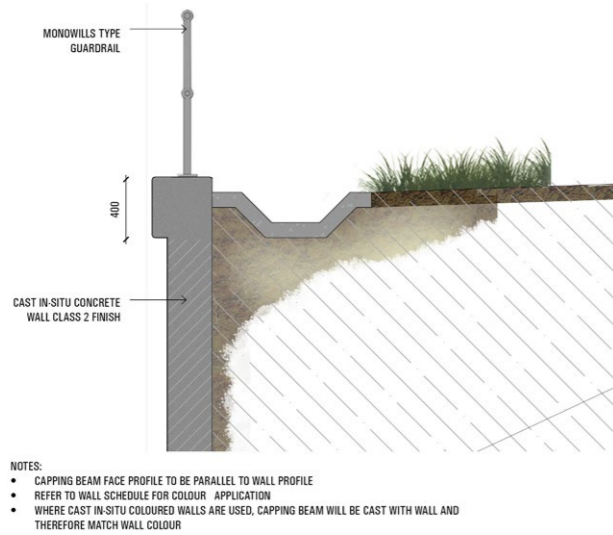 MONOWILLS TYPE
GUARDRAIL
400
CAST IN-SITU CONCRETE
WALL CLASS 2 FINISH
NOTES:
• CAPPING BEAM FACE PROFILE TO BE PARALLEL TO WALL PROFILE
• REFER TO WALL SCHEDULE FOR COLOUR APPLICATION
• WHERE CAST IN-SITU COLOURED WALLS ARE USED, CAPPING BEAM WILL BE CAST WITH WALL AND
THEREFORE MATCH WALL COLOUR